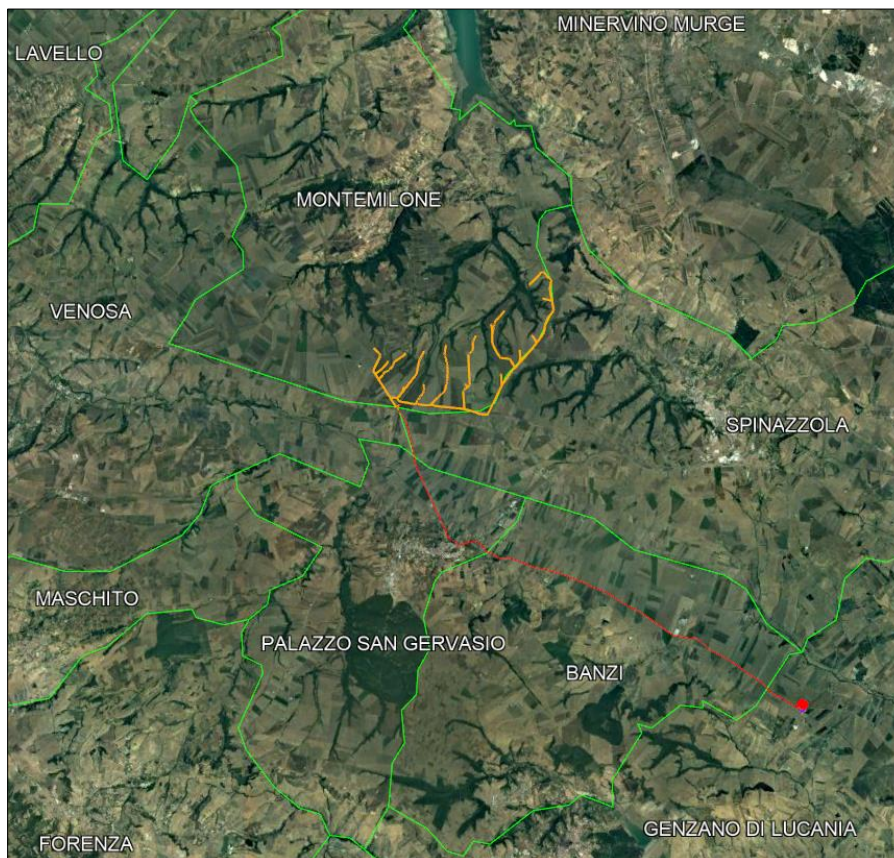 MINERVINO MURGE
LAVELLO
MONTEMILONE
VENOSA
SPINAZZOLA
MASCHITO
PALAZZO SAN GERVASIO
BANZI
GENZANO DI LUCANIA
FORENZA